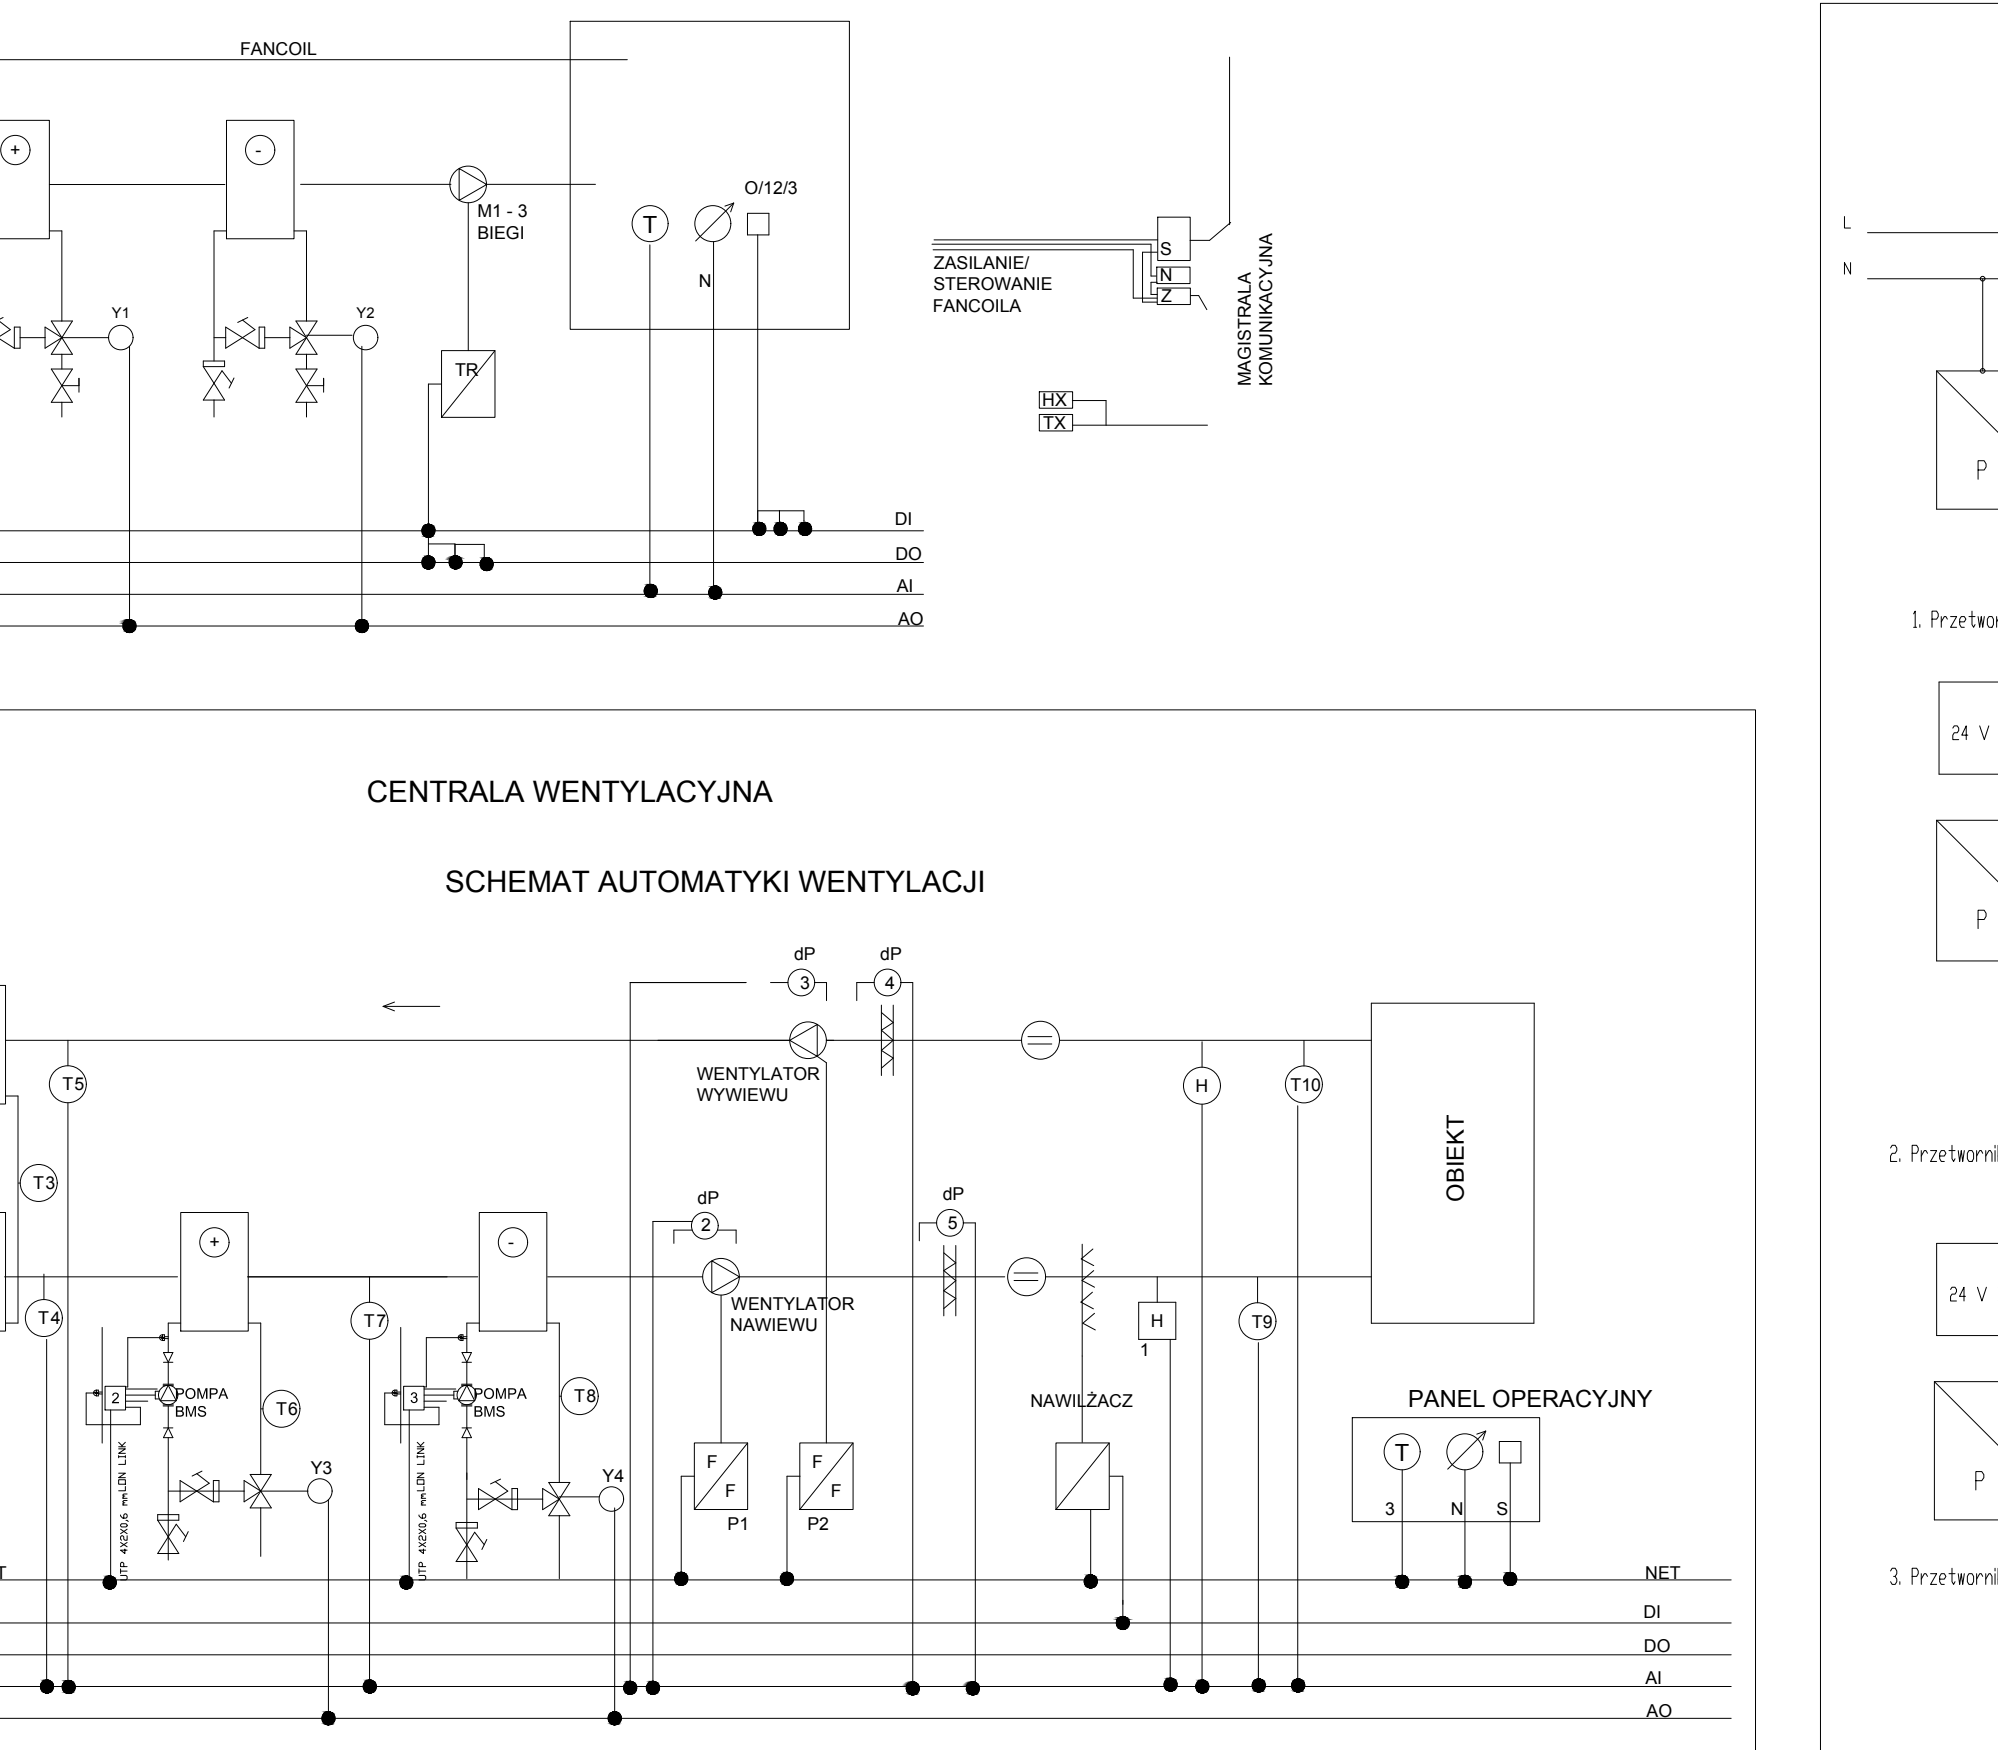 FANCOIL
+
-
O/12/3
M1 - 3
BIEGI
T
N
Y1
Y2
TR
ZASILANIE/
STEROWANIE
FANCOILA
S
N
Z
MAGISTRALA
KOMUNIKACYJNA
HX
TX
DI
DO
AI
AO
L
N
P
1. Przetwor
24 V
P
2. Przetworni
24 V
P
3. Przetworni
CENTRALA WENTYLACYJNA
SCHEMAT AUTOMATYKI WENTYLACJI
dP
3
dP
4
WENTYLATOR
WYWIEWU
T5
H
T10
OBIEKT
T3
dP
2
dP
5
+
-
WENTYLATOR
NAWIEWU
T4
T7
H
1
T9
2
POMPA
BMS
T6
3
POMPA
BMS
T8
NAWILŻACZ
PANEL OPERACYJNY
T
3
N
S
UTP 4X2X0,6 mm LON LINK
UTP 4X2X0,6 mm LON LINK
Y3
Y4
F
F
P1
F
F
P2
T
NET
DI
DO
AI
AO